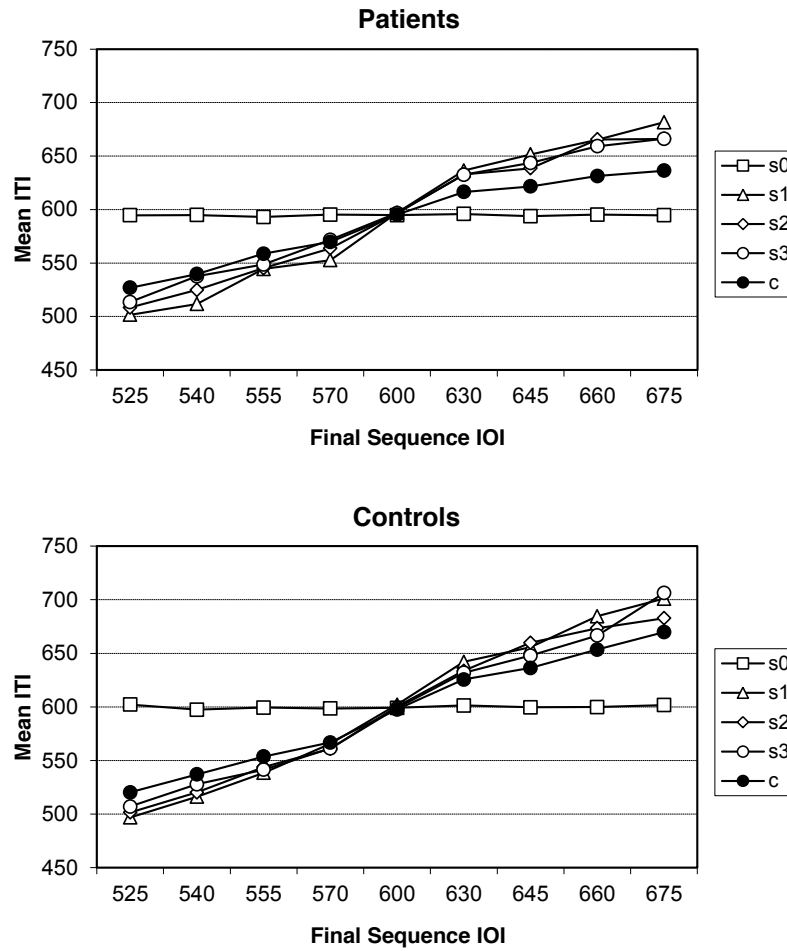 Patients
750
700
650
600
550
500
450
Mean ITI
525 540 555 570 600 630 645 660 675
Final Sequence IOI
s0
s1
s2
s3
c
Controls
750
700
650
600
550
500
450
Mean ITI
525 540 555 570 600 630 645 660 675
Final Sequence IOI
s0
s1
s2
s3
c